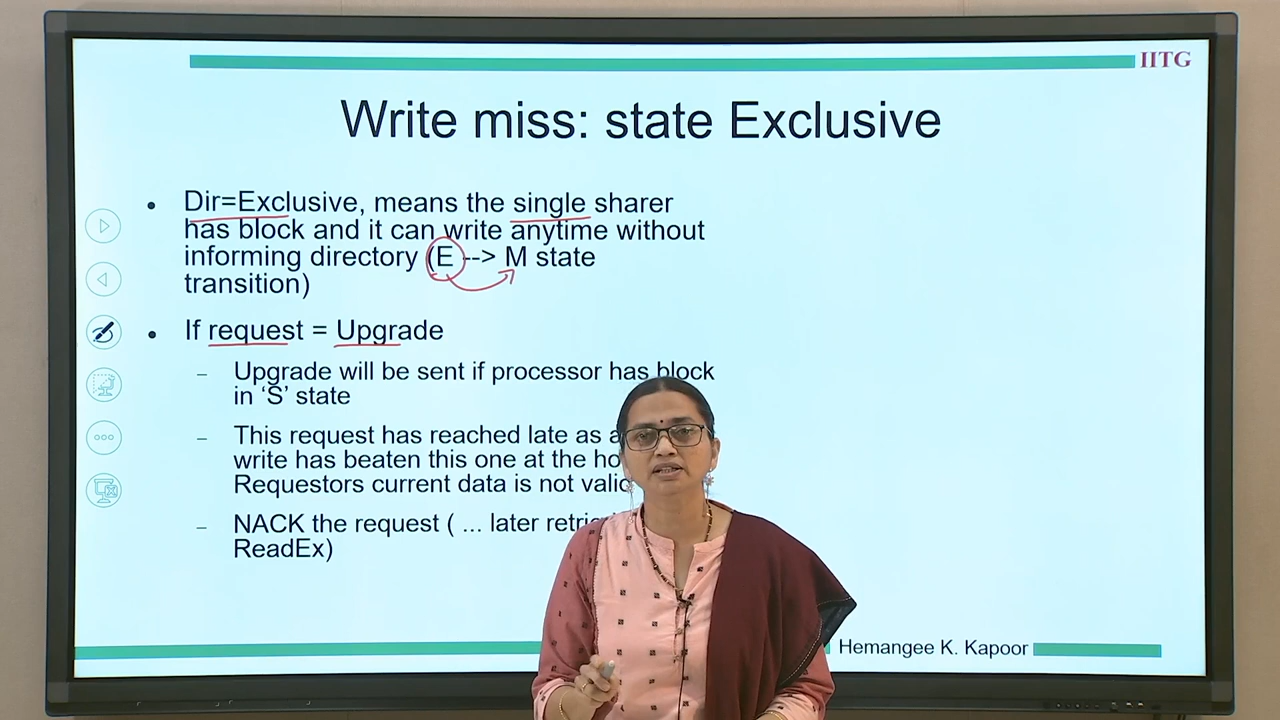 IITG
Write miss: state Exclusive
• Dir=Exclusive, means the single sharer
has block and it can write anytime without
informing directory (E --> M state
transition)
• If request = Upgrade
– Upgrade will be sent if processor has block
in ‘S’ state
– This request has reached late as a
write has beaten this one at the
Requestors current data is not
– NACK the request ( ... later
ReadEx)
Hemangee K. Kapoor